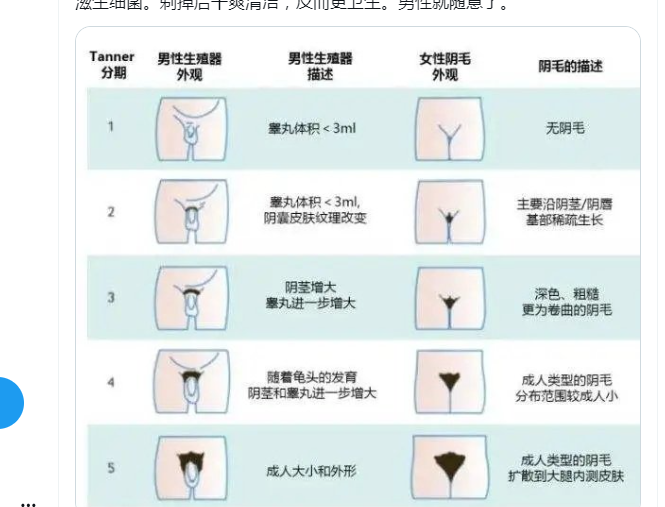 滋生细菌。剃掉后干爽清洁，反而更卫生。男性就随意了。
Tanner
分期
男性生殖器
外观
男性生殖器
描述
女性阴毛
外观
阴毛的描述
1
睾丸体积＜3ml
无阴毛
2
睾丸体积＜3ml,
阴囊皮肤纹理改变
主要沿阴茎/阴唇
基部稀疏生长
3
阴茎增大
睾丸进一步增大
深色、粗糙
更为卷曲的阴毛
4
随着龟头的发育
阴茎和睾丸进一步增大
成人类型的阴毛
分布范围较成人小
5
成人大小和外形
成人类型的阴毛
扩散到大腿内测皮肤
...